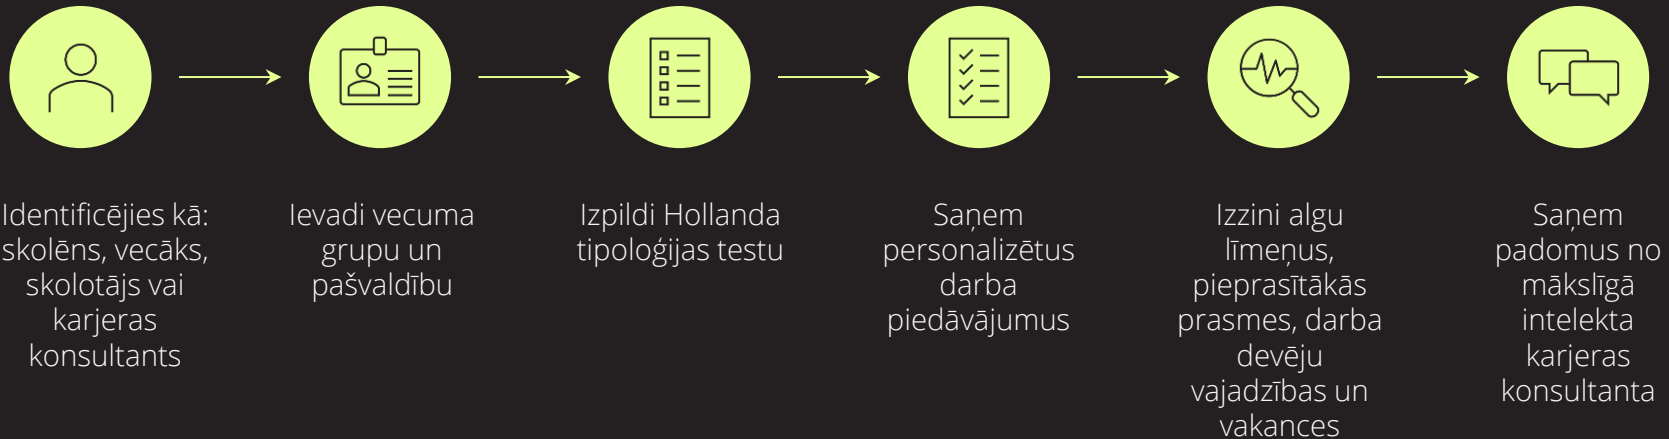 Identificējies kā:
skolēns, vecāks,
skolotājs vai
karjeras
konsultants
Ievadi vecuma
grupu un
pašvaldību
Izpildi Hollanda
tipoloģijas testu
Saņem
personalizētus
darba
piedāvājumus
Izzini algu
līmeņus,
pieprasītākās
prasmes, darba
devēju
vajadzības un
vakances
Saņem
padomus no
mākslīgā
intelekta
karjeras
konsultanta